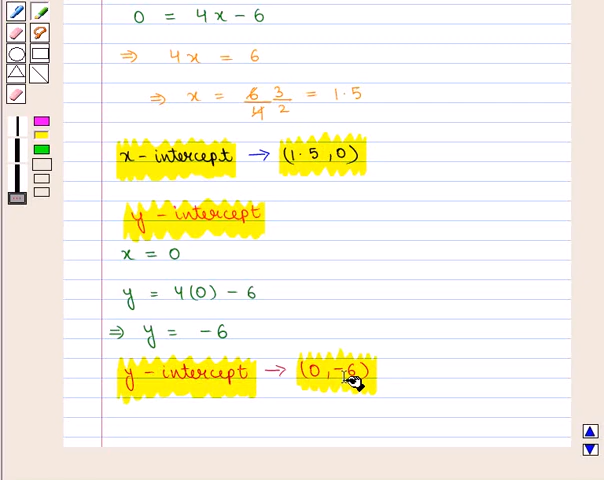 0 = 4x - 6
⇒ 4x = 6
⇒ x = 6/4 3/2 = 1.5
x - intercept → (1.5, 0)
y - intercept
x = 0
y = 4(0) - 6
⇒ y = -6
y - intercept → (0, -6)